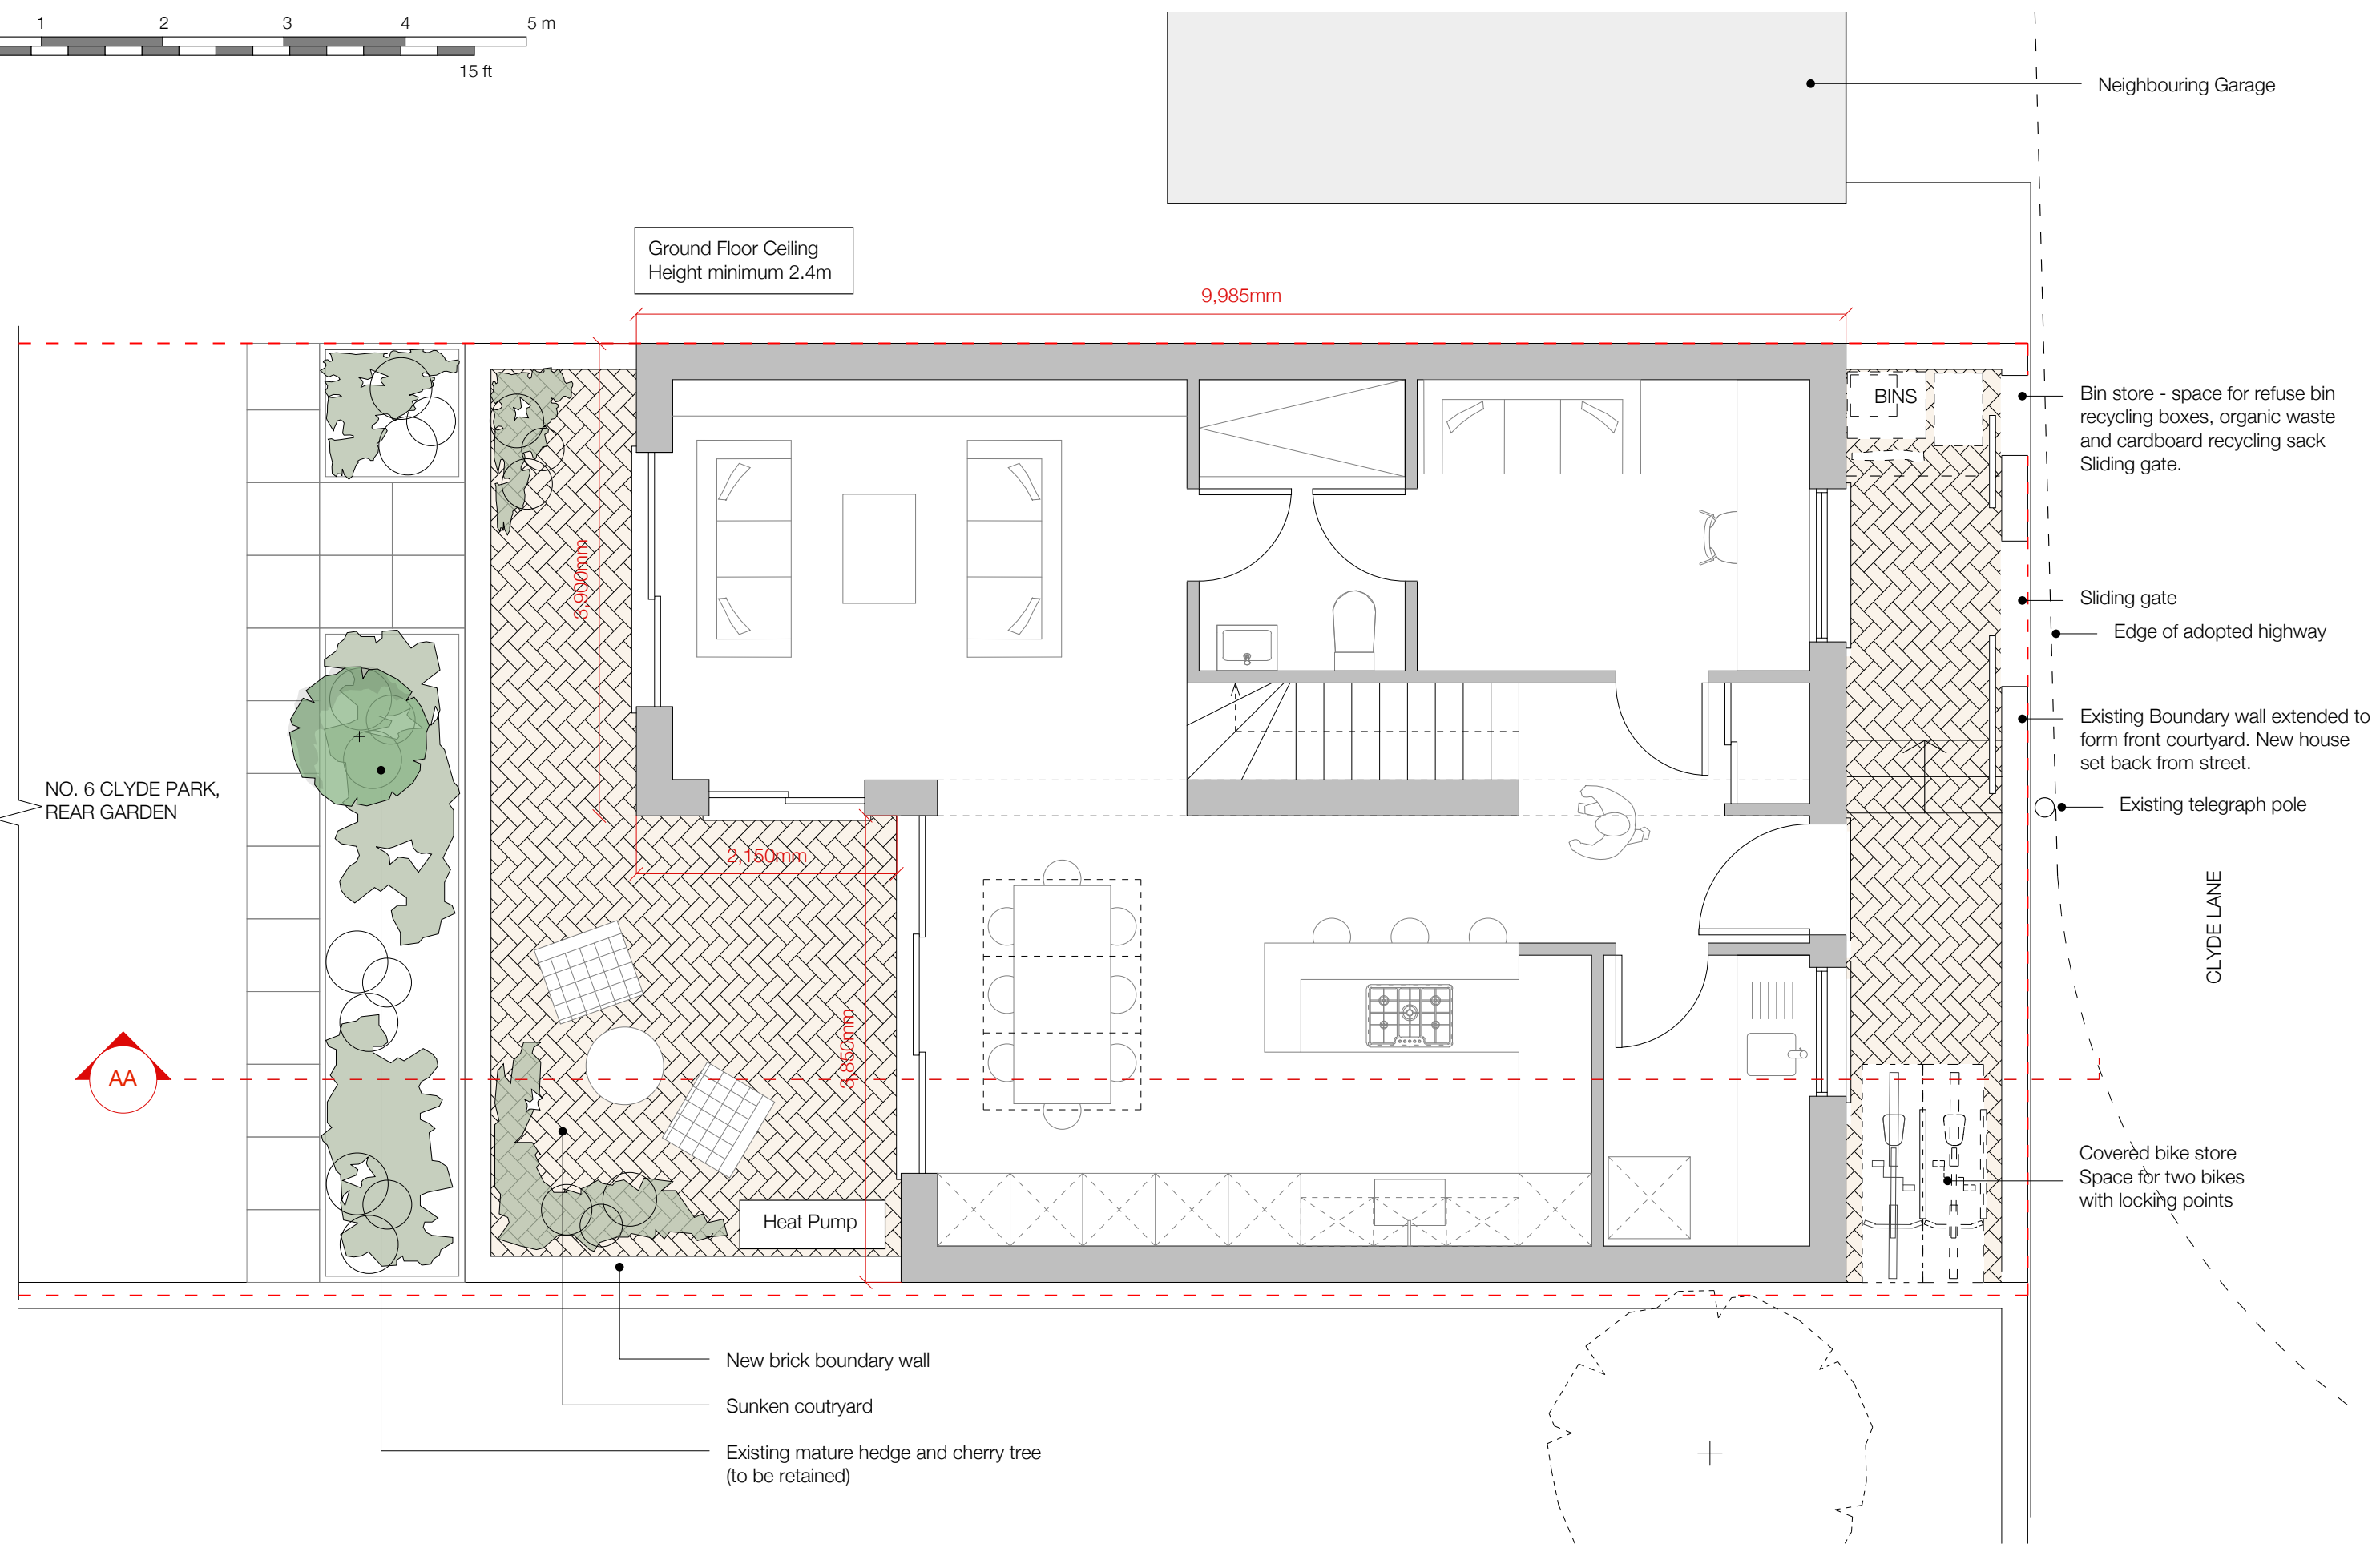 1 2 3 4 5 m
15 ft
Neighbouring Garage
Ground Floor Ceiling
Height minimum 2.4m
9,985mm
BINS
Bin store - space for refuse bin
recycling boxes, organic waste
and cardboard recycling sack
Sliding gate.
3,900mm
Sliding gate
Edge of adopted highway
Existing Boundary wall extended to
form front courtyard. New house
set back from street.
NO. 6 CLYDE PARK,
REAR GARDEN
Existing telegraph pole
2,150mm
CLYDE LANE
3,850mm
AA
Covered bike store
Space for two bikes
with locking points
Heat Pump
New brick boundary wall
Sunken coutryard
Existing mature hedge and cherry tree
(to be retained)